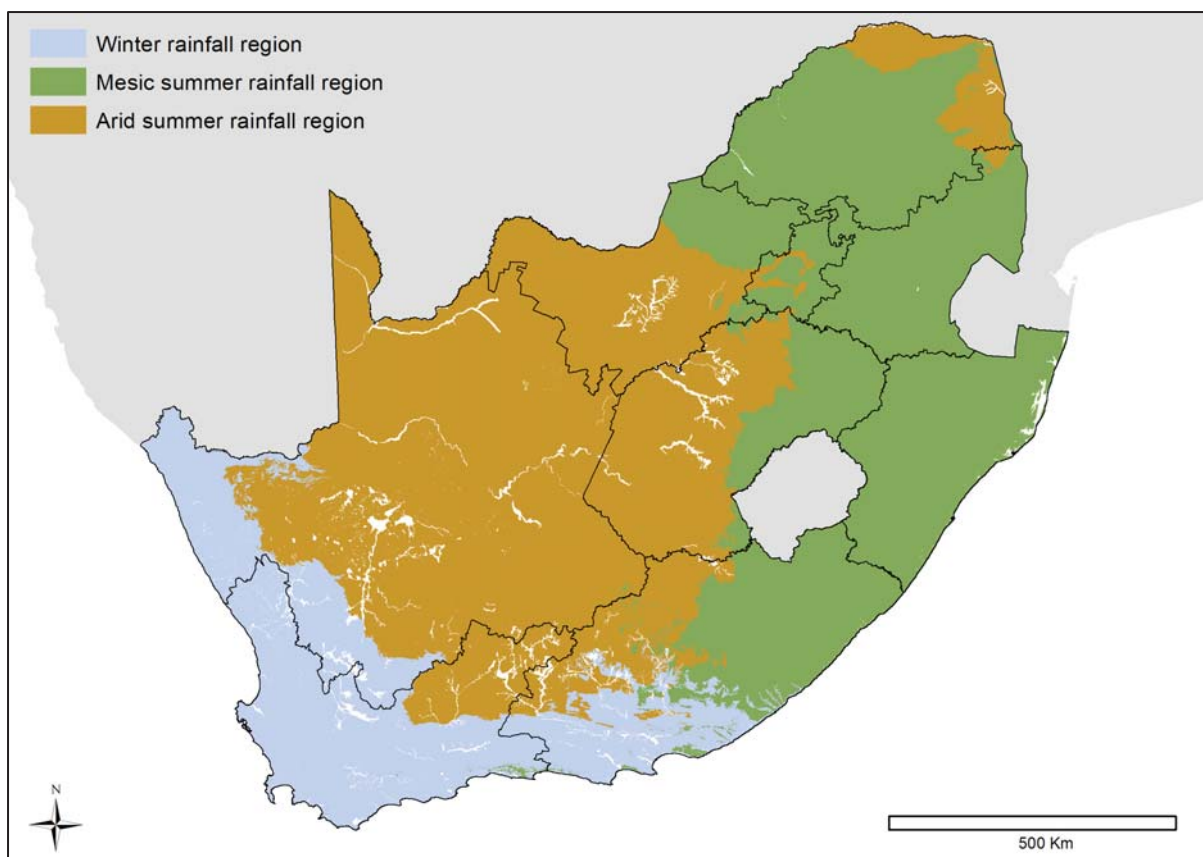 Winter rainfall region
Mesic summer rainfall region
Arid summer rainfall region
N
500 Km